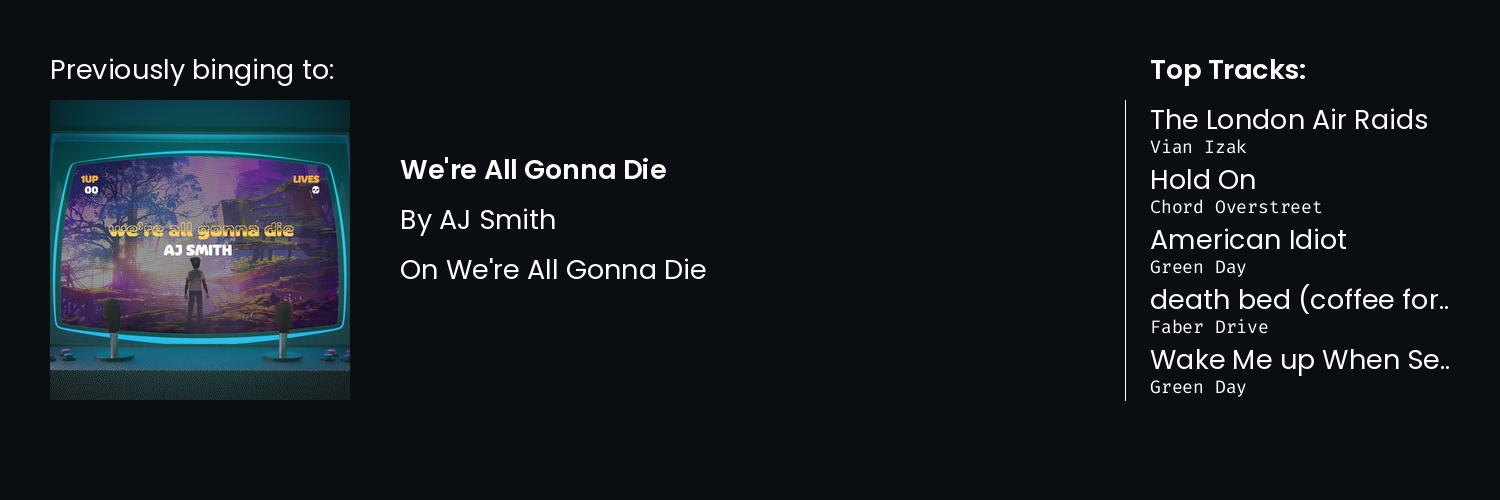 Previously binging to:
1UP
00
LIVES
we're all gonna die
AJ SMITH
We're All Gonna Die
By AJ Smith
On We're All Gonna Die
Top Tracks:
The London Air Raids
Vian Izak
Hold On
Chord Overstreet
American Idiot
Green Day
death bed (coffee for..
Faber Drive
Wake Me up When Se..
Green Day